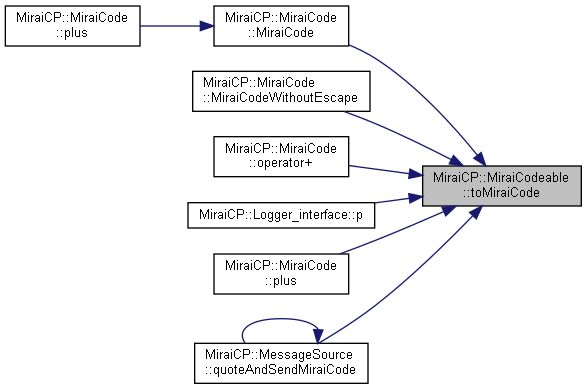 MiraiCP::MiraiCode
::plus
MiraiCP::MiraiCode
::MiraiCode
MiraiCP::MiraiCode
::MiraiCodeWithoutEscape
MiraiCP::MiraiCode
::operator+
MiraiCP::MiraiCodeable
::toMiraiCode
MiraiCP::Logger_interface::p
MiraiCP::MiraiCode
::plus
MiraiCP::MessageSource
::quoteAndSendMiraiCode